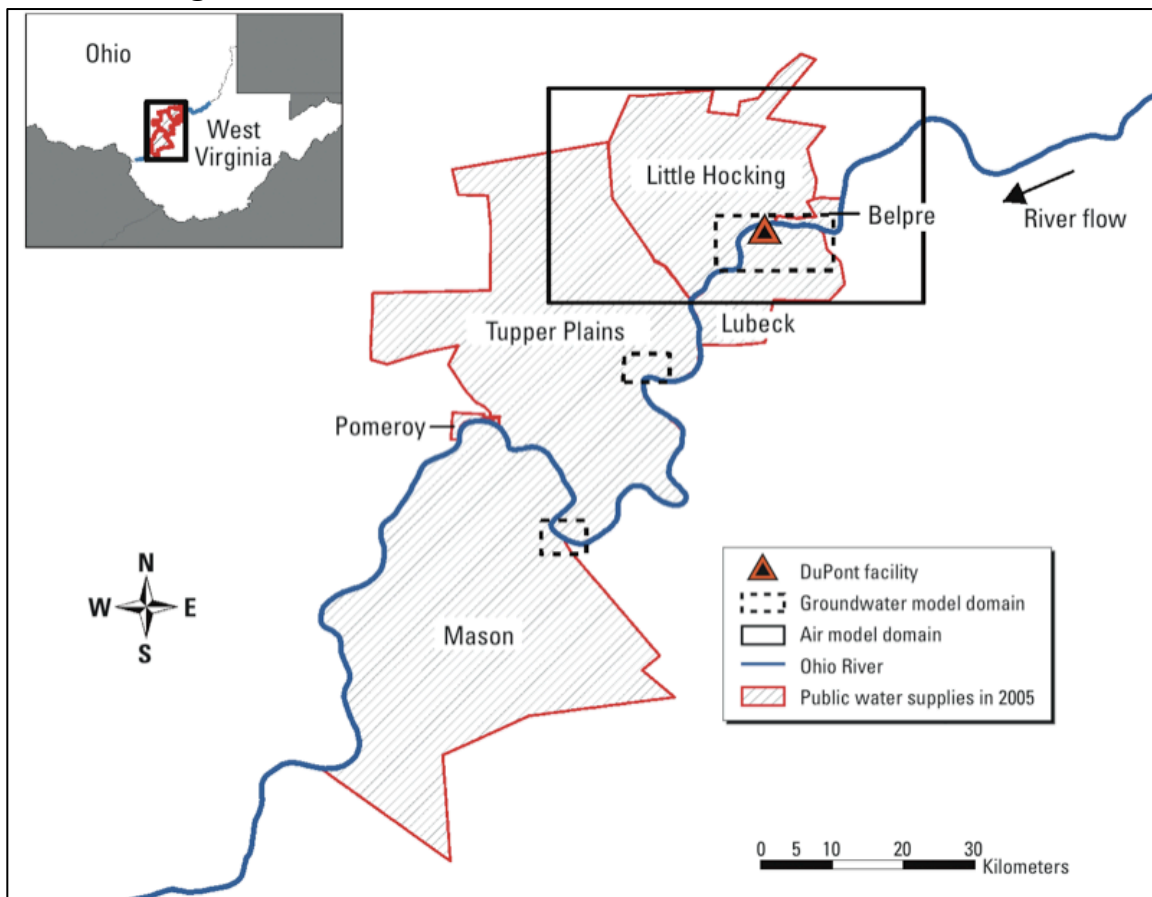 Ohio
West
Virginia
Little Hocking
Belpre
River flow
Lubeck
Tupper Plains
Pomeroy
Mason
N
W E
S
DuPont facility
Groundwater model domain
Air model domain
Ohio River
Public water supplies in 2005
0 5 10 20 30
Kilometers